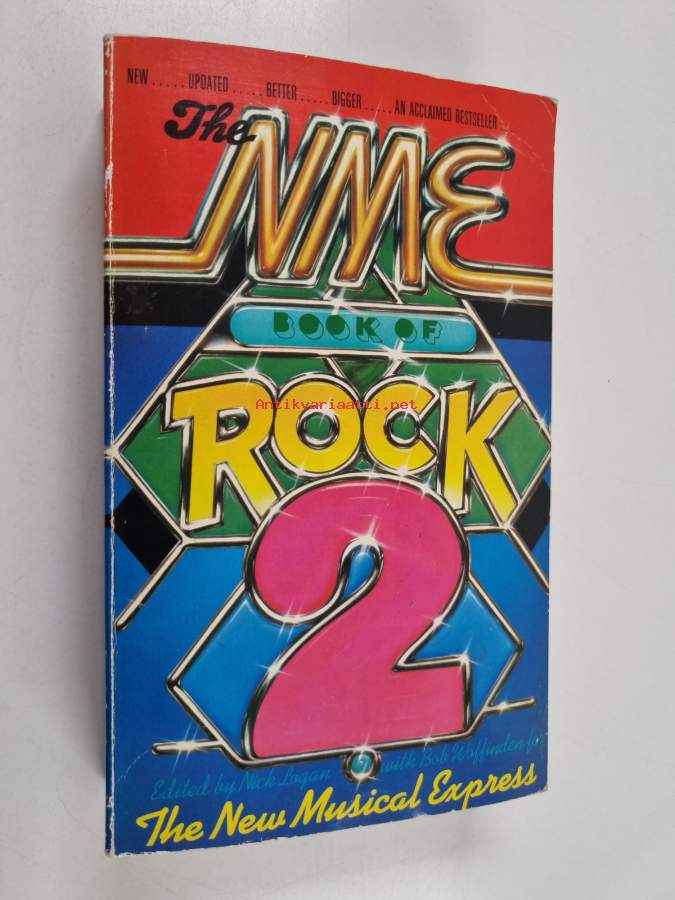 NEW ..... UPDATED ..... BETTER ..... BIGGER ..... AN ACCLAIMED BESTSELLER ..
The
NME
BOOK OF
ROCK
Antikvariaatti.net
2
Edited by Nick Logan with Bob Woffinden for
The New Musical Express